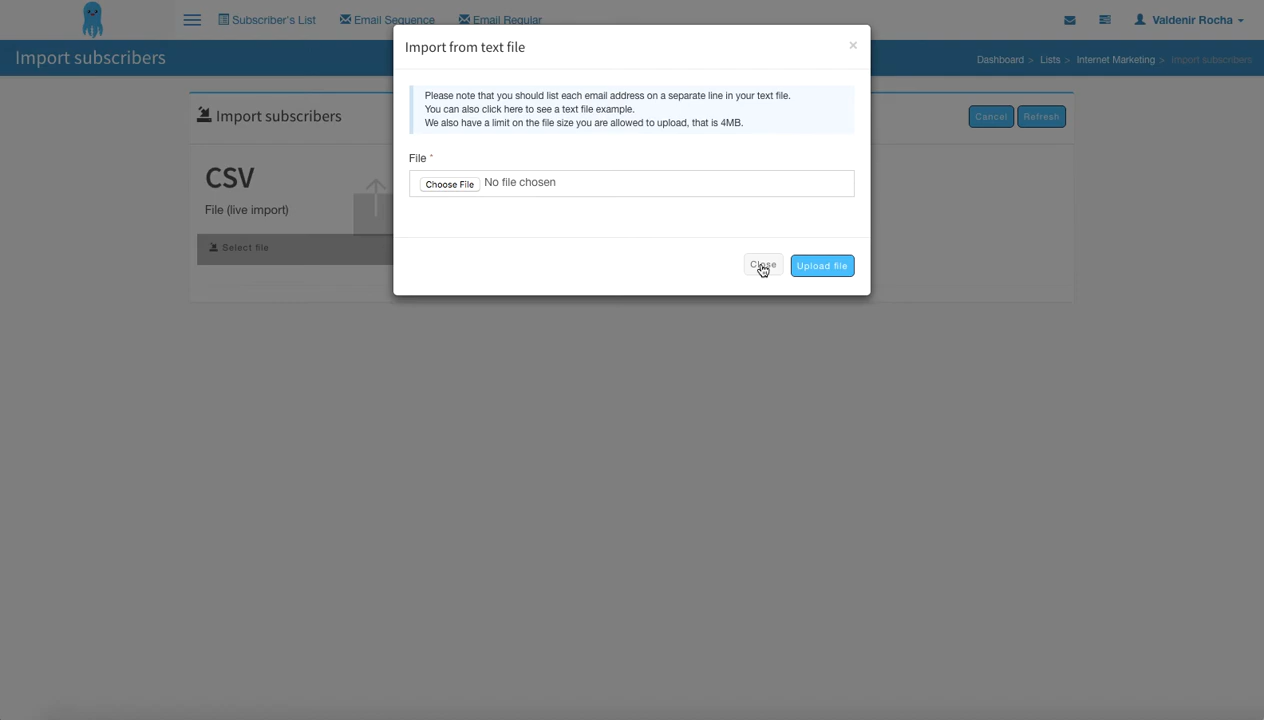 Subscriber's List
Email Sequence
Email Regular
Valdenir Rocha
Import subscribers
Dashboard > Lists > Internet Marketing > Import subscribers
Import from text file
×
Please note that you should list each email address on a separate line in your text file.
You can also click here to see a text file example.
We also have a limit on the file size you are allowed to upload, that is 4MB.
File *
Choose File No file chosen
Close
Upload file
Import subscribers
Cancel
Refresh
CSV
File (live import)
Select file